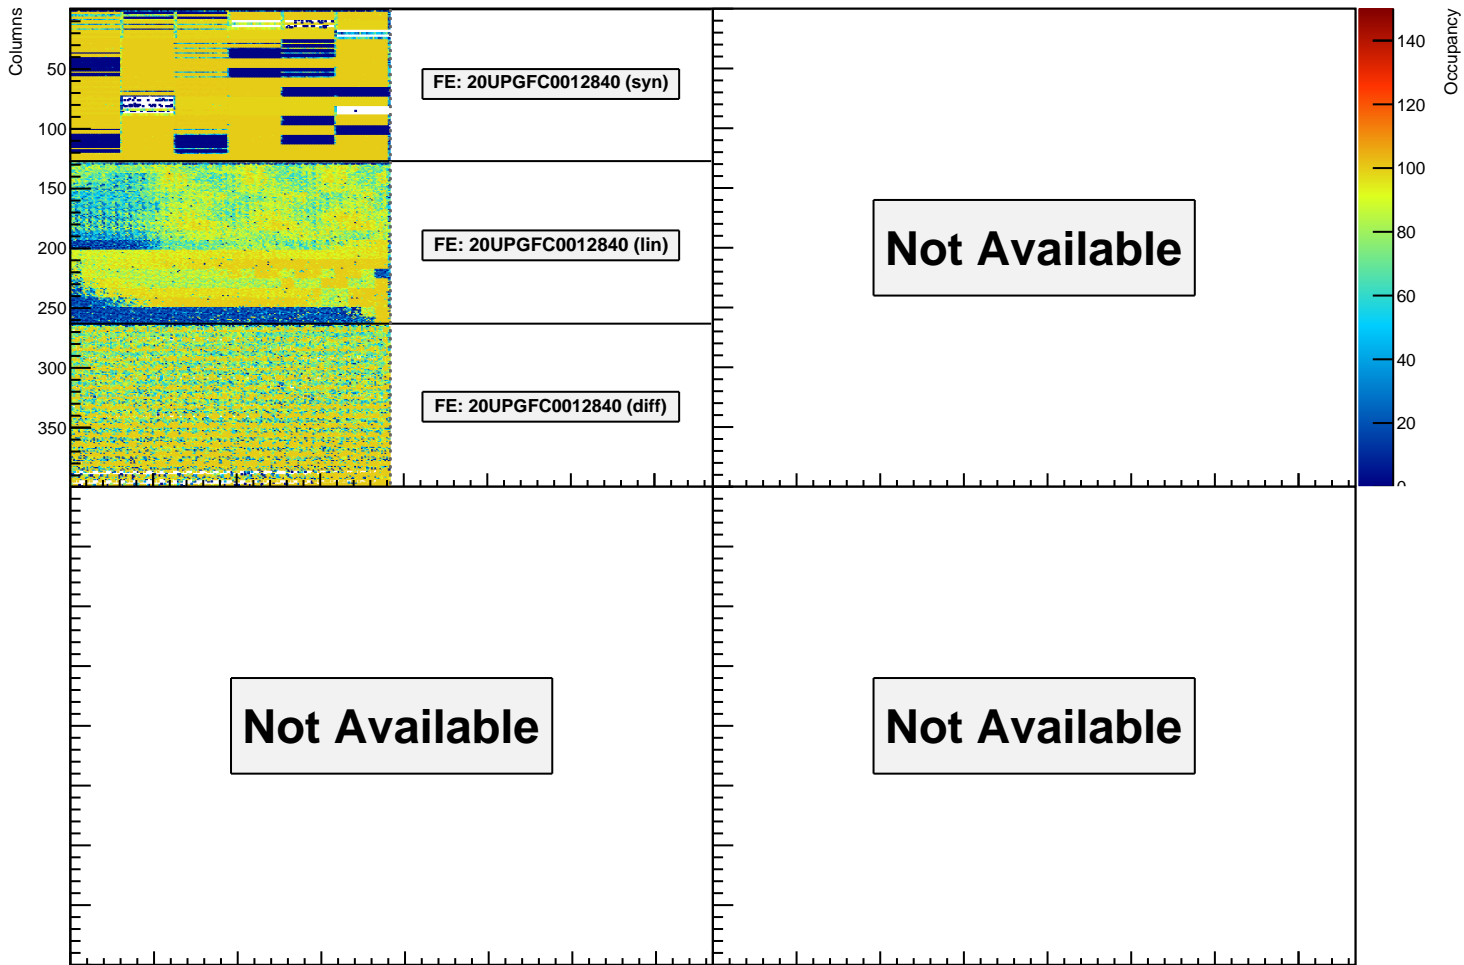 Columns
50
100
150
200
250
300
350
FE: 20UPGFC0012840 (syn)
FE: 20UPGFC0012840 (lin)
FE: 20UPGFC0012840 (diff)
Not Available
Occupancy
140
120
100
80
60
40
20
0
Not Available
Not Available